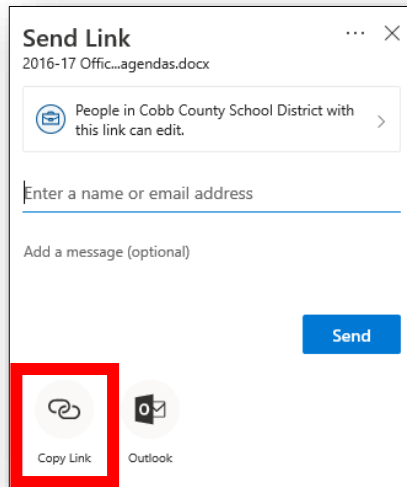 Send Link
2016-17 Offic...agendas.docx
People in Cobb County School District with
this link can edit.
Enter a name or email address
Add a message (optional)
Send
Copy Link
Outlook